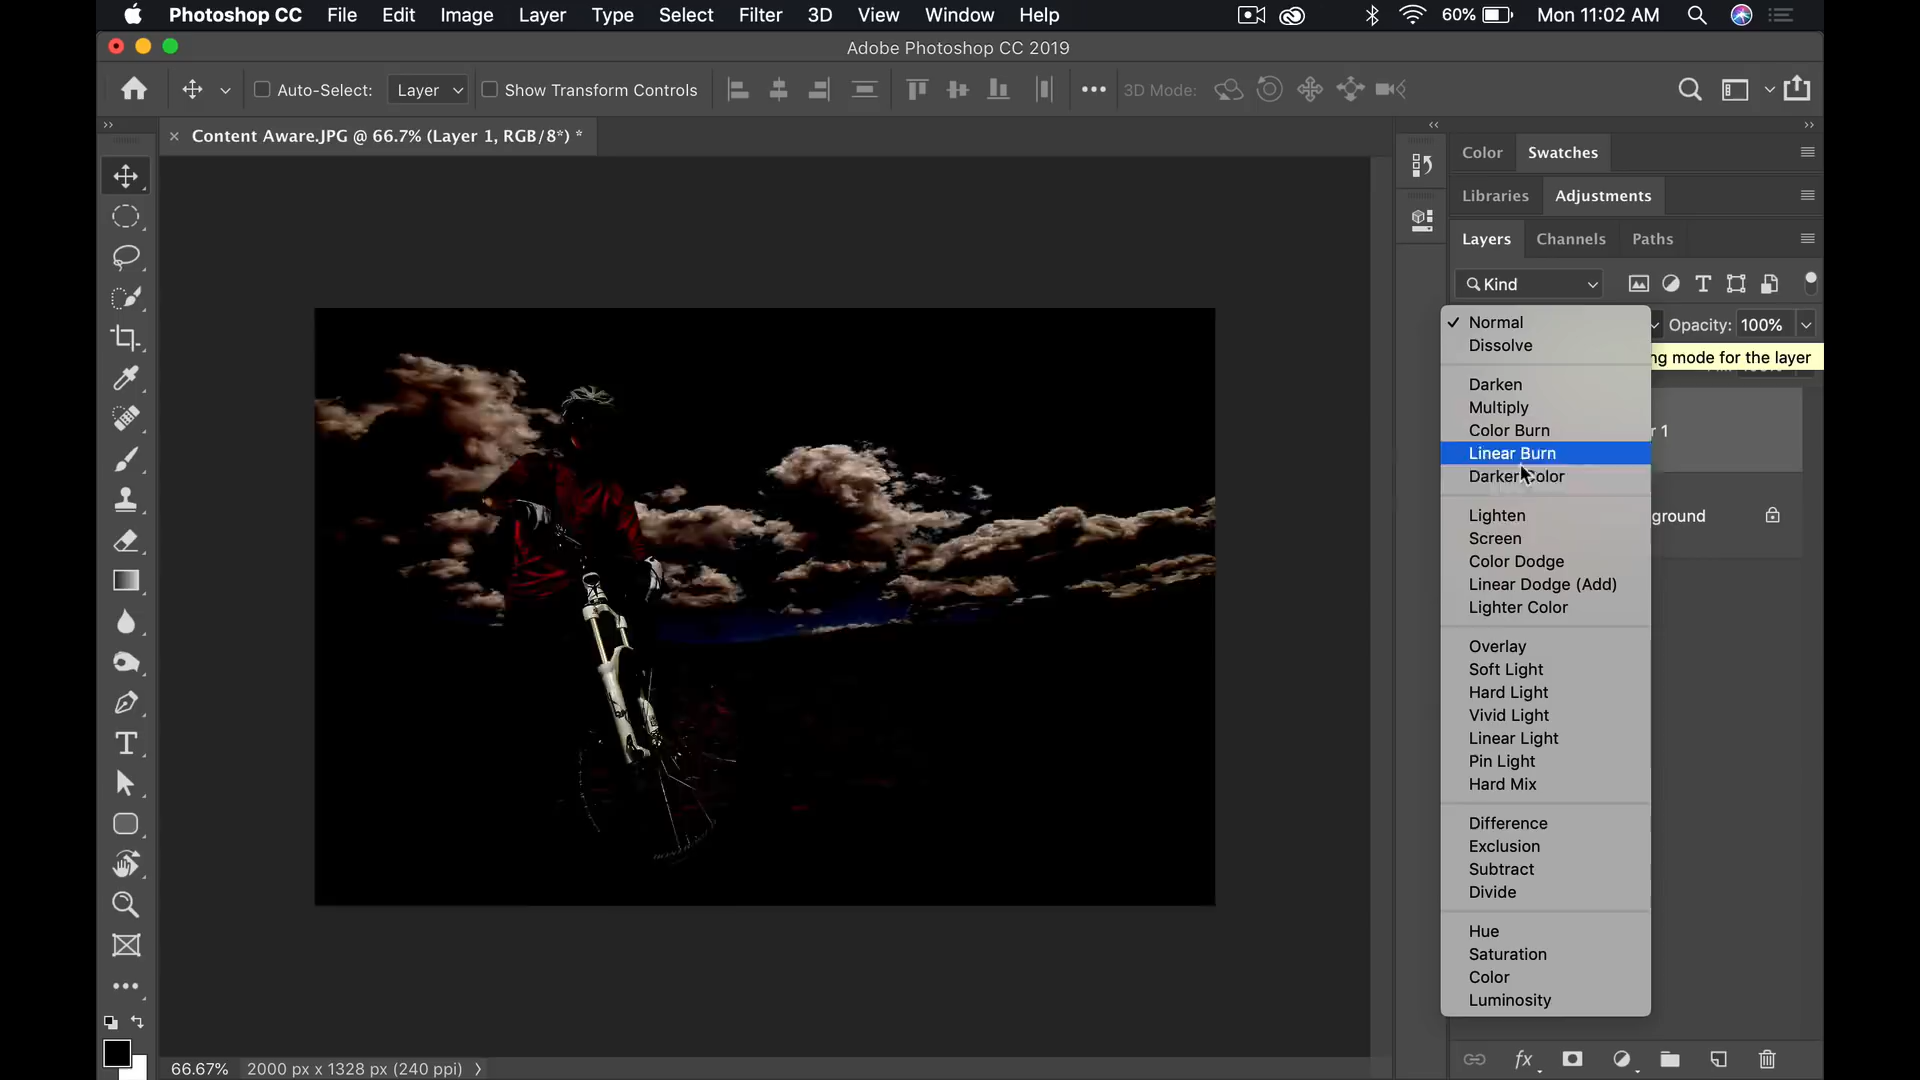 Photoshop CC File Edit Image Layer Type Select Filter 3D View Window Help 60% Mon 11:02 AM
Adobe Photoshop CC 2019
Auto-Select: Layer Show Transform Controls 3D Mode:
Content Aware.JPG @ 66.7% (Layer 1, RGB/8*) *
Color Swatches
Libraries Adjustments
Layers Channels Paths
Kind
Normal
Opacity: 100%
Dissolve
ng mode for the layer
Darken
Multiply
Color Burn
r 1
Linear Burn
Darker Color
Lighten
ground
Screen
Color Dodge
Linear Dodge (Add)
Lighter Color
Overlay
Soft Light
Hard Light
Vivid Light
Linear Light
Pin Light
Hard Mix
Difference
Exclusion
Subtract
Divide
Hue
Saturation
Color
Luminosity
66.67% 2000 px x 1328 px (240 ppi)
fx